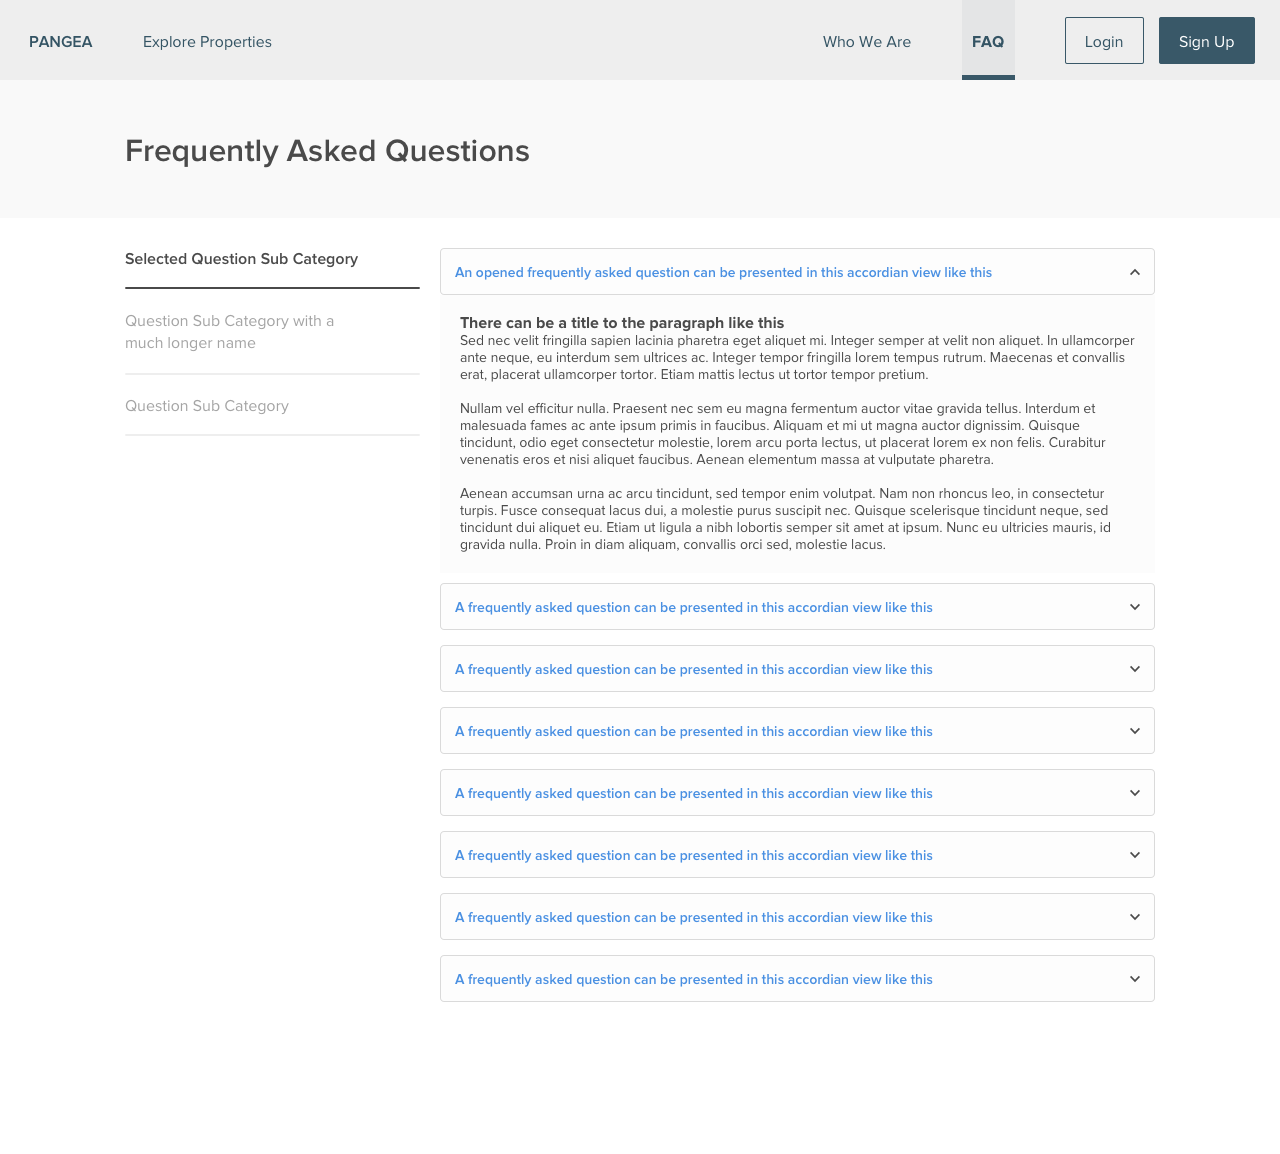 PANGEA
Explore Properties
Who We Are
FAQ
Login
Sign Up
Frequently Asked Questions
Selected Question Sub Category
Question Sub Category with a
much longer name
Question Sub Category
An opened frequently asked question can be presented in this accordian view like this
There can be a title to the paragraph like this
Sed nec velit fringilla sapien lacinia pharetra eget aliquet mi. Integer semper at velit non aliquet. In ullamcorper
ante neque, eu interdum sem ultrices ac. Integer tempor fringilla lorem tempus rutrum. Maecenas et convallis
erat, placerat ullamcorper tortor. Etiam mattis lectus ut tortor tempor pretium.
Nullam vel efficitur nulla. Praesent nec sem eu magna fermentum auctor vitae gravida tellus. Interdum et
malesuada fames ac ante ipsum primis in faucibus. Aliquam et mi ut magna auctor dignissim. Quisque
tincidunt, odio eget consectetur molestie, lorem arcu porta lectus, ut placerat lorem ex non felis. Curabitur
venenatis eros et nisi aliquet faucibus. Aenean elementum massa at vulputate pharetra.
Aenean accumsan urna ac arcu tincidunt, sed tempor enim volutpat. Nam non rhoncus leo, in consectetur
turpis. Fusce consequat lacus dui, a molestie purus suscipit nec. Quisque scelerisque tincidunt neque, sed
tincidunt dui aliquet eu. Etiam ut ligula a nibh lobortis semper sit amet at ipsum. Nunc eu ultricies mauris, id
gravida nulla. Proin in diam aliquam, convallis orci sed, molestie lacus.
A frequently asked question can be presented in this accordian view like this
A frequently asked question can be presented in this accordian view like this
A frequently asked question can be presented in this accordian view like this
A frequently asked question can be presented in this accordian view like this
A frequently asked question can be presented in this accordian view like this
A frequently asked question can be presented in this accordian view like this
A frequently asked question can be presented in this accordian view like this